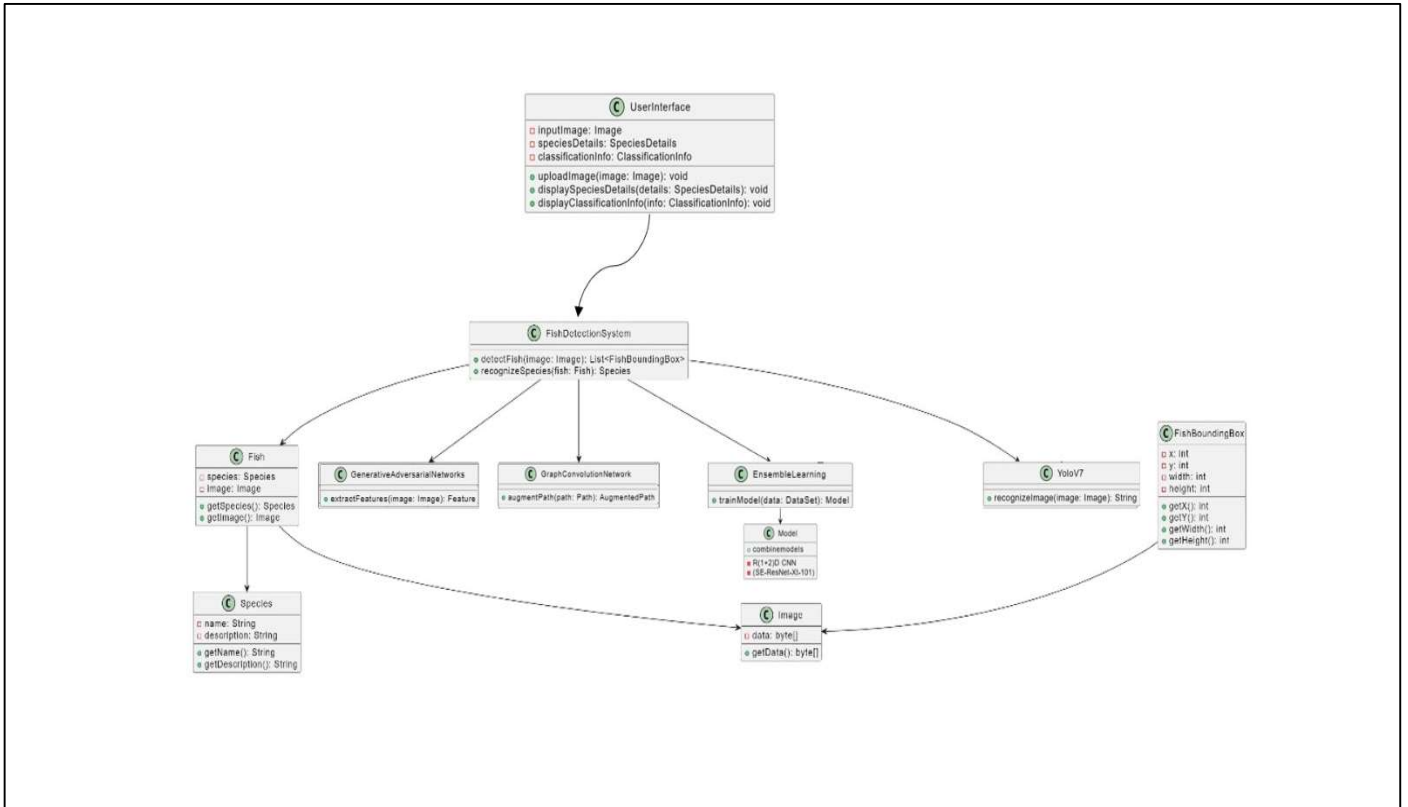 C UserInterface
inputImage: Image
speciesDetails: SpeciesDetails
classificationInfo: ClassificationInfo
uploadImage(image: Image): void
displaySpeciesDetails(details: SpeciesDetails): void
displayClassificationInfo(info: ClassificationInfo): void
C FishDetectionSystem
detectFish(image: Image): List<FishBoundingBox>
recognizeSpecies(fish: Fish): Species
C Fish
species: Species
image: Image
getSpecies(): Species
getImage(): Image
C GenerativeAdversarialNetworks
extractFeatures(image: Image): Feature
C GraphConvolutionNetwork
augmentPath(path: Path): AugmentedPath
C EnsembleLearning
trainModel(data: DataSet): Model
C YoloV7
recognizeImage(image: Image): String
C FishBoundingBox
x: int
y: int
width: int
height: int
getX(): int
getY(): int
getWidth(): int
getHeight(): int
C Model
combinemodels
R(1+2)D CNN
(SE-ResNet-XI-101)
C Species
name: String
description: String
getName(): String
getDescription(): String
C Image
data: byte[]
getData(): byte[]